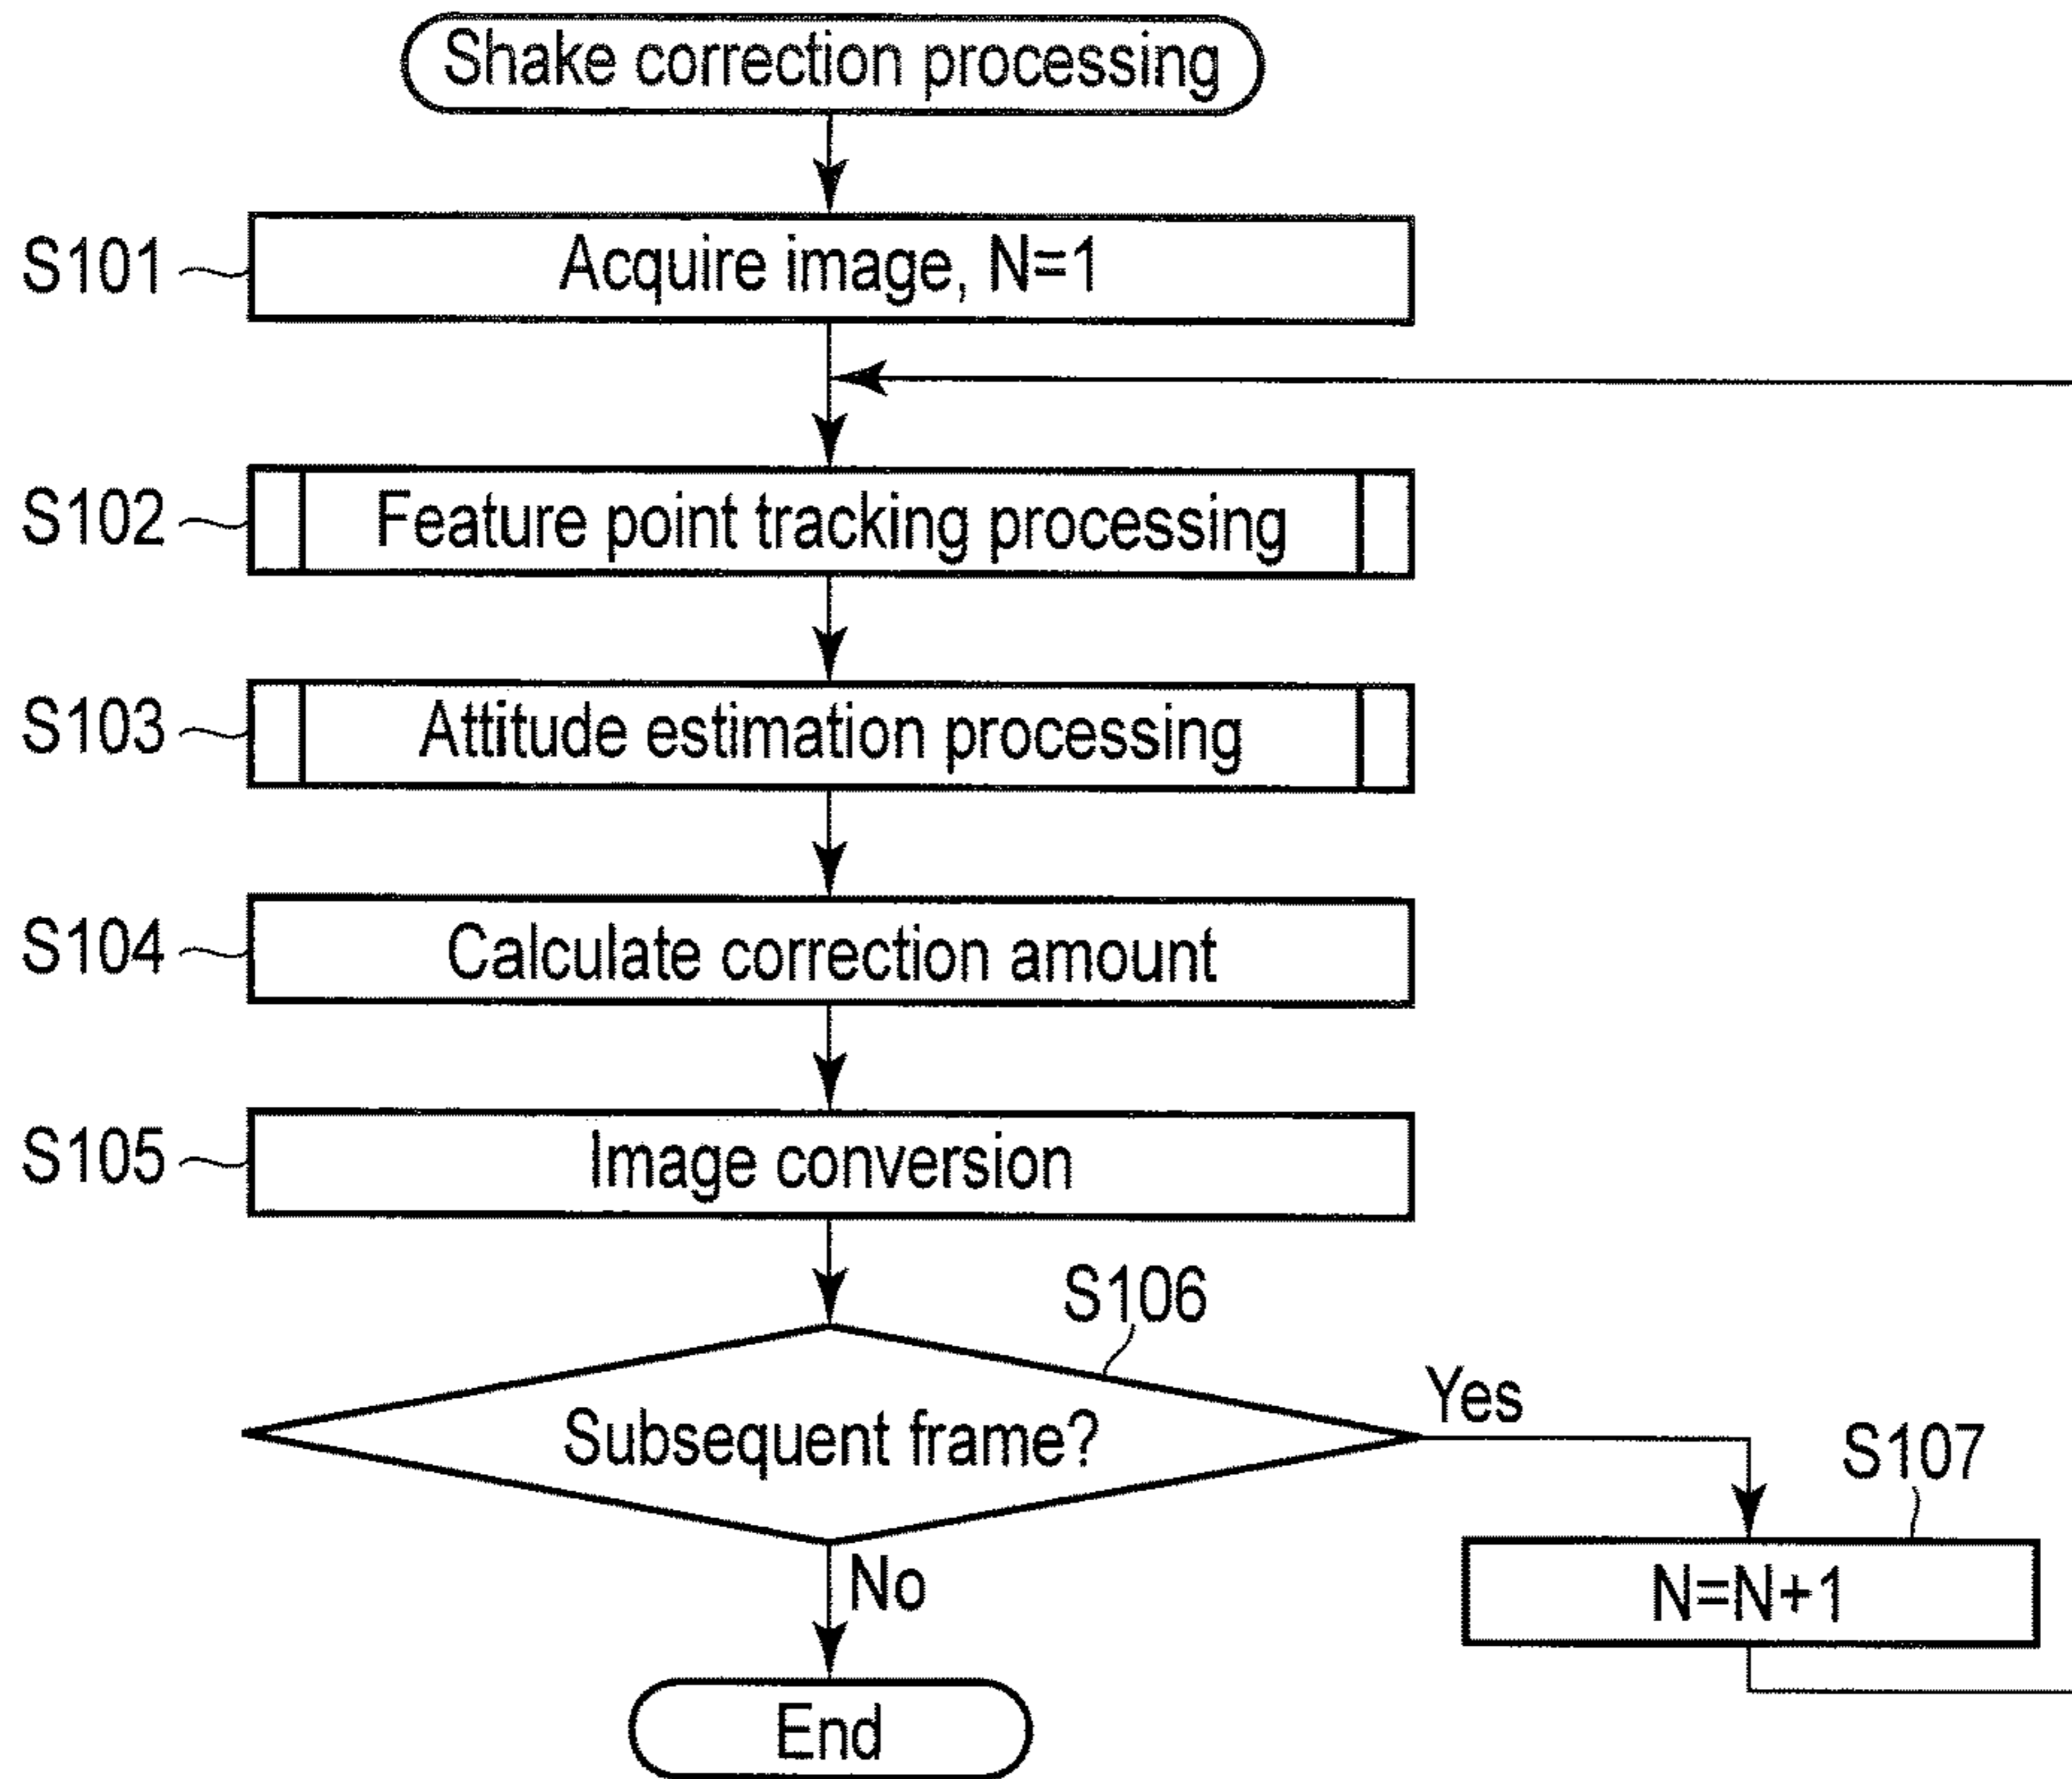 Shake correction processing
S101
Acquire image, N=1
S102
Feature point tracking processing
S103
Attitude estimation processing
S104
Calculate correction amount
S105
Image conversion
S106
Subsequent frame?
Yes
S107
N=N+1
No
End